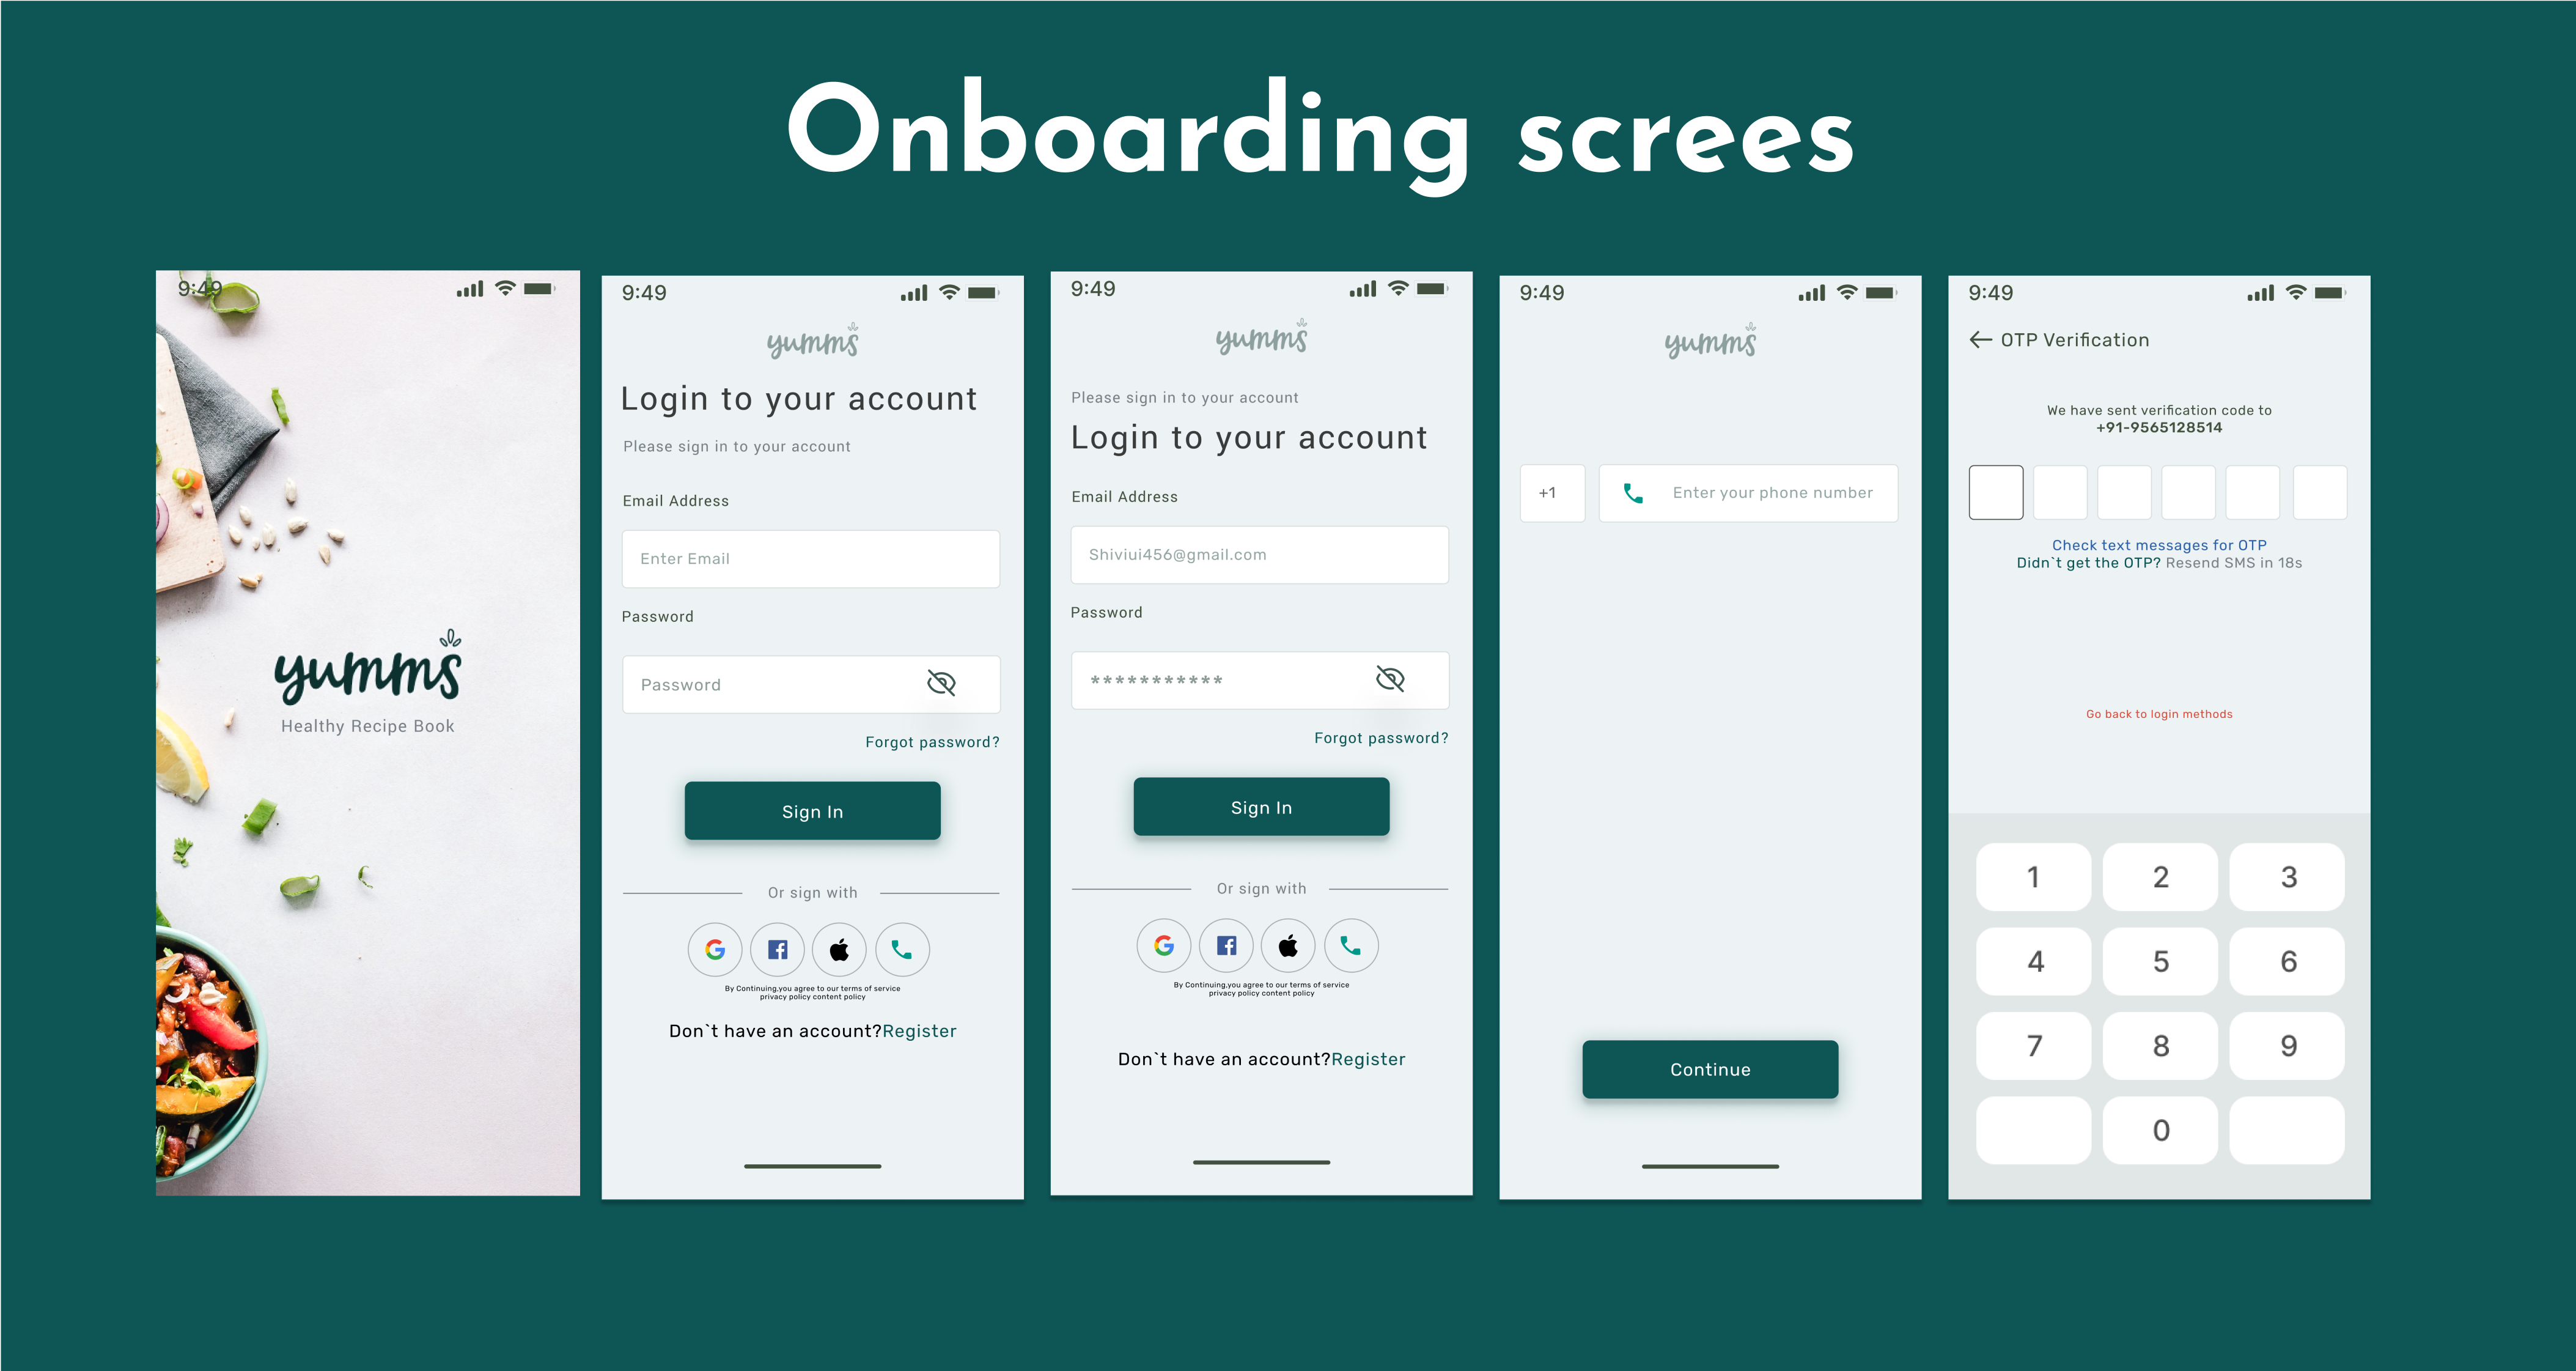 Onboarding screes
9:49
yumms
Healthy Recipe Book
9:49
yumms
Login to your account
Please sign in to your account
Email Address
Enter Email
Password
Password
Forgot password?
Sign In
Or sign with
By Continuing,you agree to our terms of service
privacy policy content policy
Don`t have an account?Register
9:49
yumms
Please sign in to your account
Login to your account
Email Address
Shiviui456@gmail.com
Password
***********
Forgot password?
Sign In
Or sign with
By Continuing,you agree to our terms of service
privacy policy content policy
Don`t have an account?Register
9:49
yumms
+1 Enter your phone number
Continue
9:49
OTP Verification
We have sent verification code to
+91-9565128514
Check text messages for OTP
Didn`t get the OTP? Resend SMS in 18s
Go back to login methods
1 2 3
4 5 6
7 8 9
0